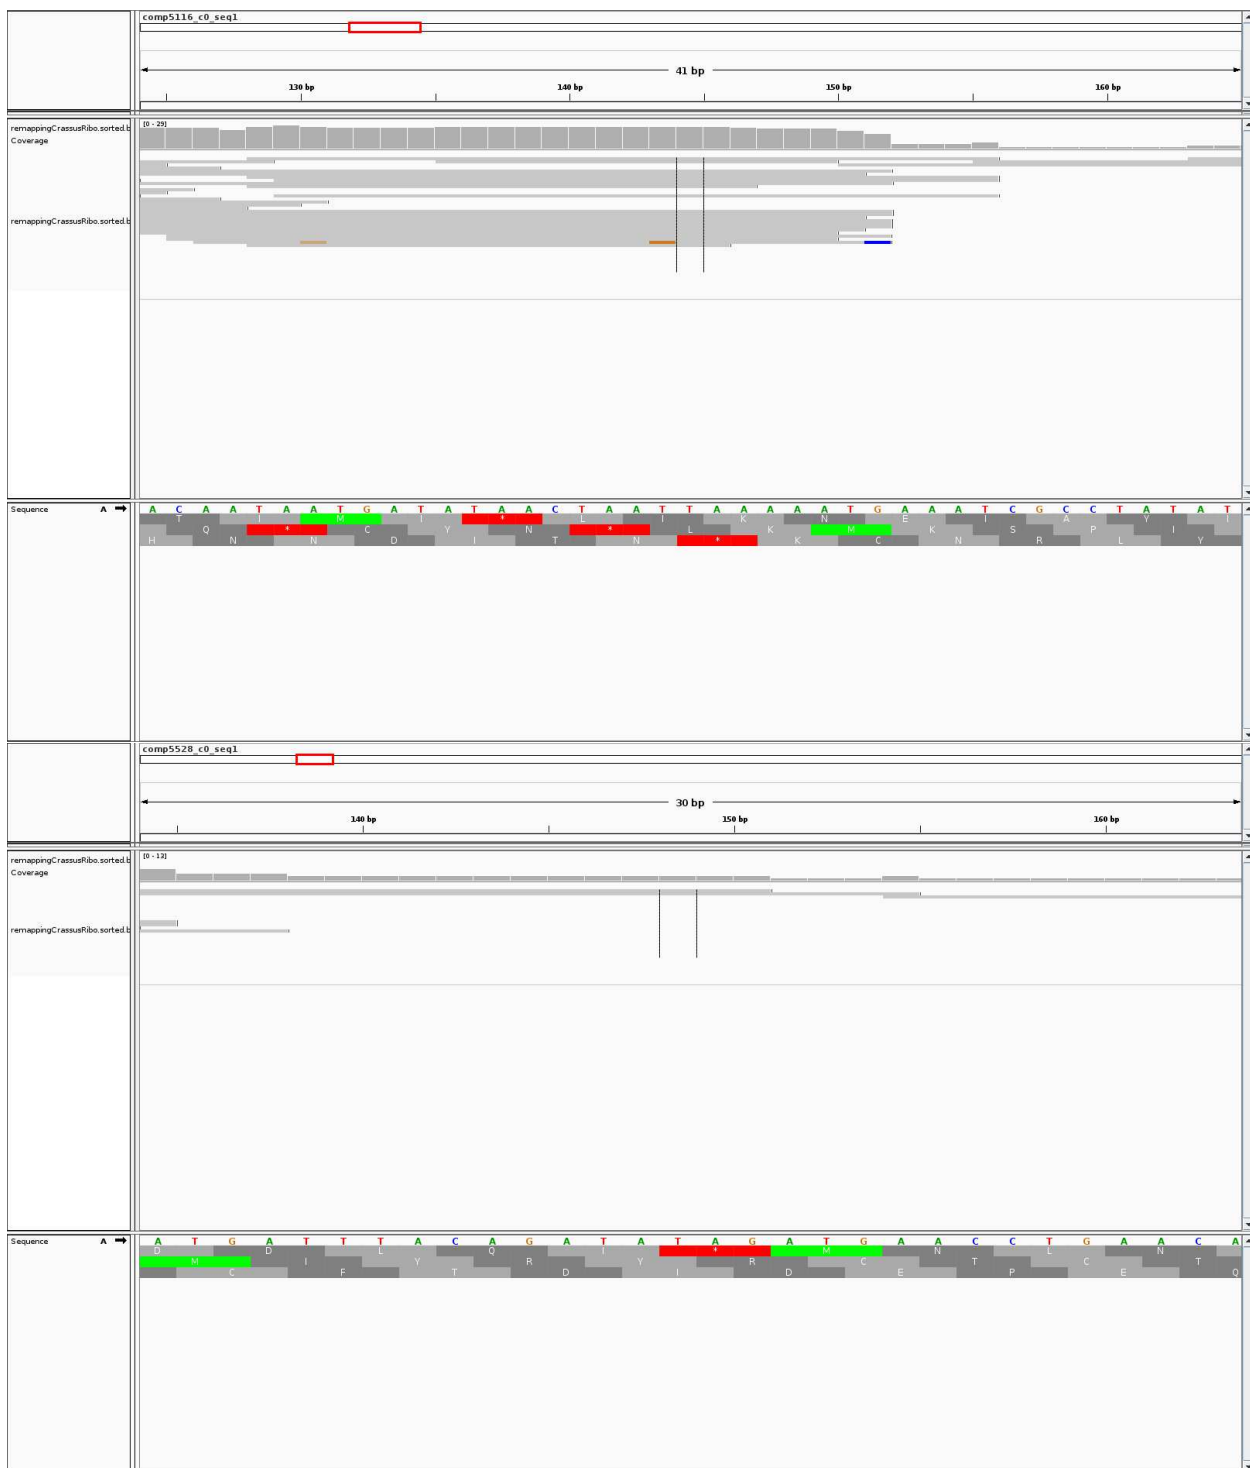 comp5116_c0_seq1
41 bp
130 bp 140 bp 150 bp 160 bp
remappingCrassusRibo.sorted.b
Coverage
[0 - 29]
remappingCrassusRibo.sorted.b
Sequence A A C A A T A A T G A T A T A A C T A A T T A A A A A T G A A A T C G C C T A T A T
T I M I * L I K N E I A Y I
Q * C Y N * L K M K S P I
H N N D I T N * K C N R L Y
comp5528_c0_seq1
30 bp
140 bp 150 bp 160 bp
remappingCrassusRibo.sorted.b
Coverage
[0 - 13]
remappingCrassusRibo.sorted.b
Sequence A A T G A T T T A C A G A T A T A G A T G A A C C T G A A C A
D D L Q I * M N L N
M I Y R Y R C T C T
C F T D I D E P E Q